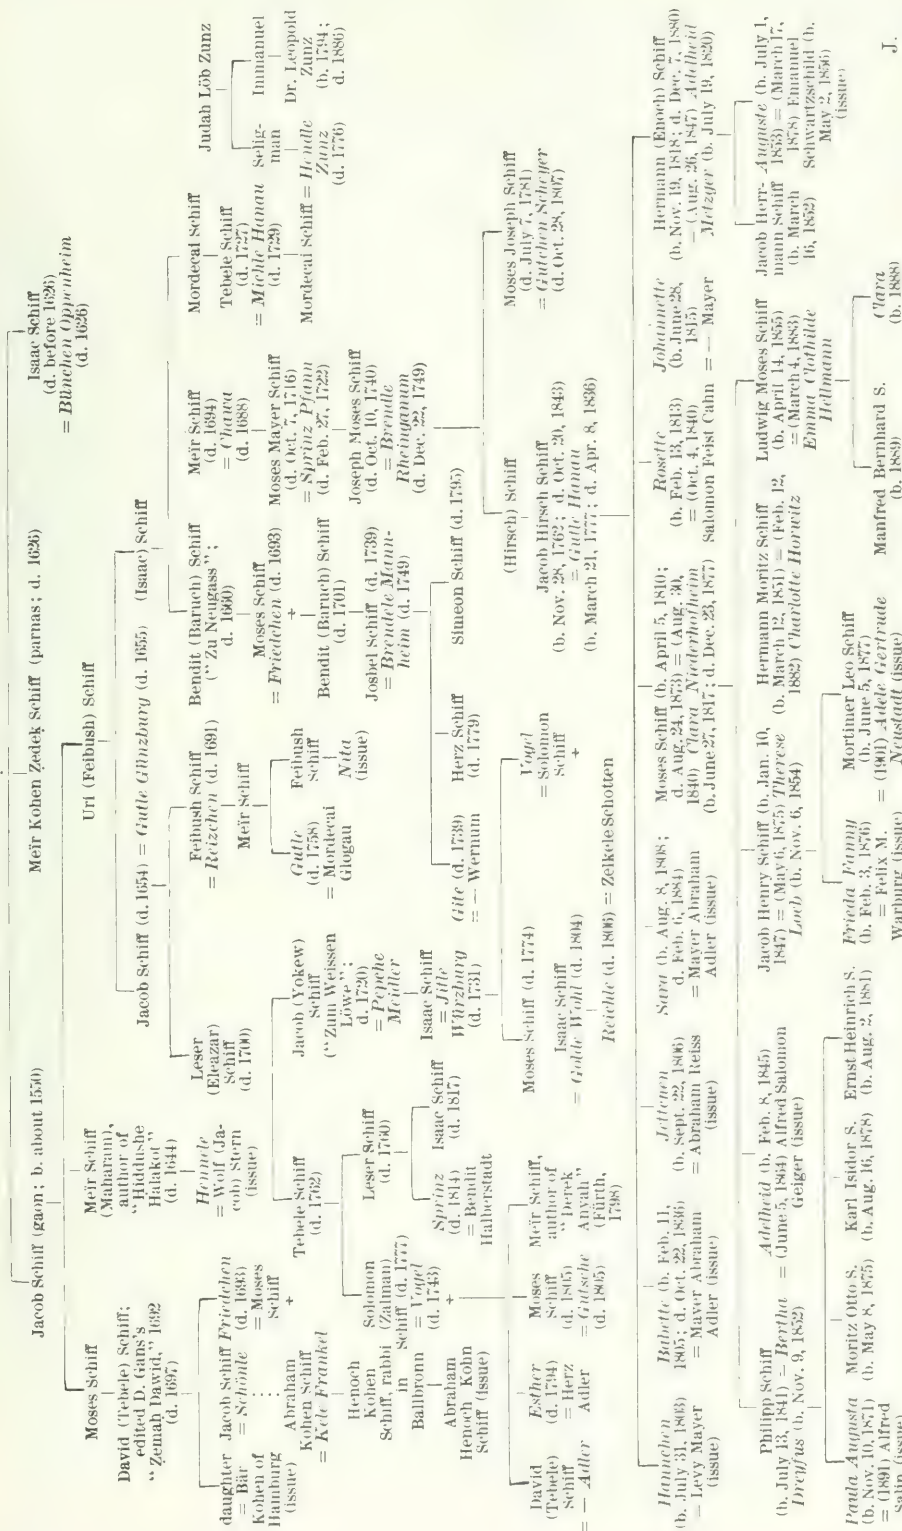 Jacob Schiff (gaon; b. about 1550)
Meïr Kohen Zedek Schiff (parnas; d. 1626)
Isaac Schiff
(d. before 1626)
= Bünchen Oppenheim
(d. 1626)
Moses Schiff
Meïr Schiff
(Maharam),
author of
"Hiddushe
Halakot"
(d. 1644)
Uri (Feibush) Schiff
David (Tebele) Schiff;
edited D. Gans's
"Zemah Dawid," 1692
(d. 1697)
Hennele
= Wolf (Ja-
cob) Stern
(issue)
Jacob Schiff (d. 1654) = Gutle Günzburg (d. 1655)
(Isaac) Schiff
Judah Löb Zunz
daughter
= Bär
Kohen of
Hamburg
(issue)
Jacob Schiff
= Schönle
Friedchen
(d. 1693)
= Moses
Schiff
+
Leser
(Eleazar)
Schiff
(d. 1700)
Feibush Schiff
= Reizchen (d. 1691)
Bendit (Baruch) Schiff
("Zu Neugass";
d. 1660)
Meïr Schiff
(d. 1694)
= Chawa
(d. 1688)
Mordecai Schiff
Selig-
man
Immanuel
Abraham
Kohen Schiff
= Kele Frankel
Tebele Schiff
(d. 1762)
Jacob (Yokew)
Schiff
("Zum Weissen
Löwe";
d. 1720)
= Pepche
Meidler
Meïr Schiff
Moses Schiff
= Friedchen (d. 1693)
+
Moses Mayer Schiff
(d. Oct. 7, 1716)
= Sprinz Pfann
(d. Feb. 27, 1722)
Tebele Schiff
(d. 1727)
= Michle Hanau
(d. 1729)
Hendle
Zunz
(d. 1776)
Dr. Leopold
Zunz
(b. 1794;
d. 1886)
Henoch
Kohen
Schiff, rabbi
in
Ballbronn
Solomon
(Zalman)
Schiff (d. 1777)
= Vogel
(d. 1743)
+
Leser Schiff
(d. 1760)
Isaac Schiff
= Jitle
Würzburg
(d. 1731)
Gutle
(d. 1758)
= Mordecai
Glogau
Feibush
Schiff
Nita
(issue)
Bendit (Baruch) Schiff
(d. 1701)
Joseph Moses Schiff
(d. Oct. 10, 1740)
= Brendle
Rheinganum
(d. Dec. 22, 1749)
Mordecai Schiff =
Abraham
Henoch Kohn
Schiff (issue)
Sprinz
(d. 1814)
= Bendit
Halberstadt
Isaac Schiff
(d. 1817)
Josbel Schiff (d. 1739)
= Brendele Mann-
heim (d. 1749)
David
(Tebele)
Schiff
= — Adler
Esther
(d. 1794)
= Herz
Adler
Moses
Schiff
(d. 1805)
= Gutsche
(d. 1805)
Meïr Schiff,
author of
"Derek
Anyah"
(Fürth,
1798)
Moses Schiff (d. 1774)
Gite (d. 1739)
= — Wernum
Herz Schiff
(d. 1779)
Simeon Schiff (d. 1795)
Isaac Schiff
= Golde Wohl (d. 1804)
Vogel
= Solomon
Schiff
+
(Hirsch) Schiff
Moses Joseph Schiff
(d. July 7, 1781)
= Gutchen Scheyer
(d. Oct. 28, 1807)
Reichle (d. 1806) = Zelkele Schotten
Jacob Hirsch Schiff
(b. Nov. 28, 1762; d. Oct. 20, 1843)
= Gutle Hanau
(b. March 21, 1777; d. Apr. 8, 1836)
Hannchen
(b. July 31, 1803)
= Levy Mayer
(issue)
Babette (b. Feb. 11,
1805; d. Oct. 22, 1836)
= Mayer Abraham
Adler (issue)
Jettchen
(b. Sept. 22, 1806)
= Abraham Reiss
(issue)
Sara (b. Aug. 8, 1808;
d. Feb. 6, 1884)
= Mayer Abraham
Adler (issue)
Moses Schiff (b. April 5, 1810;
d. Aug. 24, 1873) = (Aug. 30,
1840) Clara Niederhofheim
(b. June 27, 1817; d. Dec. 23, 1877)
Rosette
(b. Feb. 13, 1813)
= (Oct. 4, 1840)
Salomon Feist Cahn
Johannette
(b. June 28,
1815)
= — Mayer
Hermann (Enoch) Schiff
(b. Nov. 19, 1818; d. Dec. 7, 1880)
= (Aug. 26, 1847) Adelheid
Metzger (b. July 19, 1820)
Philipp Schiff
(b. July 13, 1841) = Bertha
Dreyfus (b. Nov. 9, 1852)
Adelheid (b. Feb. 8, 1845)
= (June 5, 1864) Alfred Salomon
Geiger (issue)
Jacob Henry Schiff (b. Jan. 10,
1847) = (May 6, 1875) Therese
Loeb (b. Nov. 6, 1854)
Hermann Moritz Schiff
(b. March 12, 1851) = (Feb. 12,
1882) Charlotte Horwitz
Ludwig Moses Schiff
(b. April 14, 1855)
= (March 4, 1883)
Emma Clothilde
Hellmann
Jacob Herr-
mann Schiff
(b. March
16, 1852)
Auguste (b. July 1,
1853) = (March 17,
1878) Emanuel
Schwartzschild (b.
May 2, 1856)
(issue)
Paula Augusta
(b. Nov. 10, 1871)
= (1891) Alfred
Salin (issue)
Moritz Otto S.
(b. May 8, 1875)
Karl Isidor S.
(b. Aug. 16, 1878)
Ernst Heinrich S.
(b. Aug. 2, 1881)
Frieda Fanny
(b. Feb. 3, 1876)
= Felix M.
Warburg (issue)
Mortimer Leo Schiff
(b. June 5, 1877)
= (1901) Adele Gertrude
Neustadt (issue)
Manfred Bernhard S.
(b. 1889)
Clara
(b. 1888)
J.